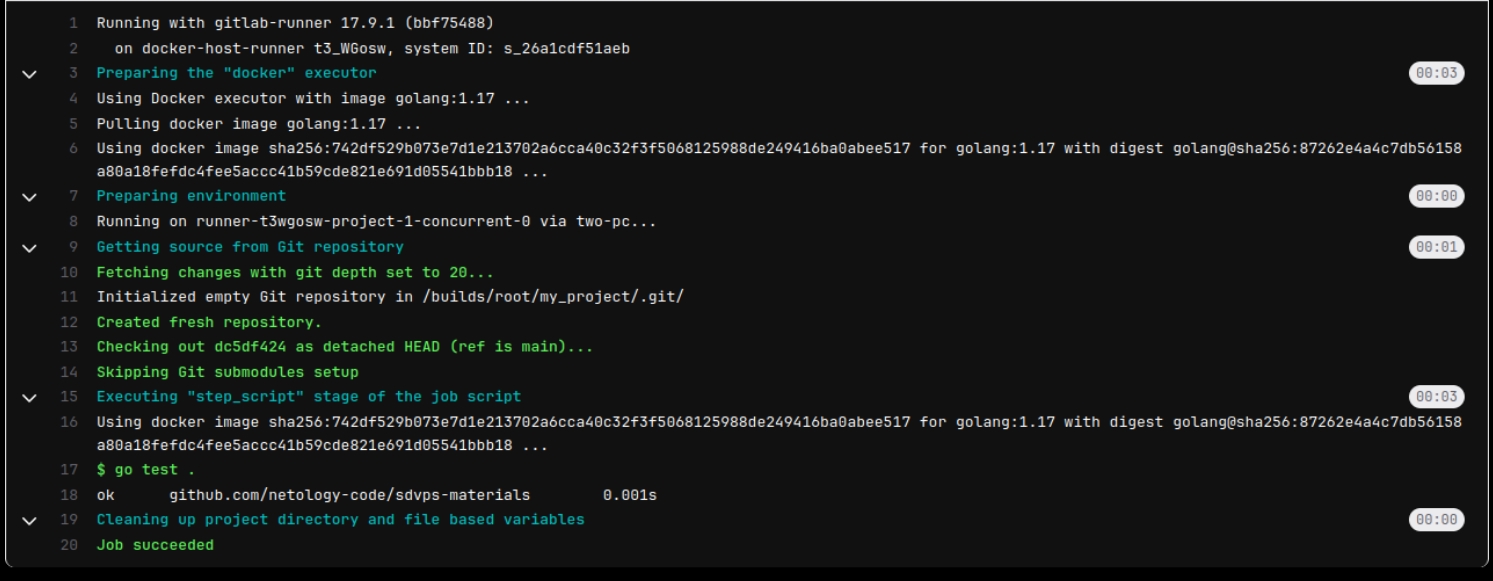 1 Running with gitlab-runner 17.9.1 (bbf75488)
2 on docker-host-runner t3_WGosw, system ID: s_26a1cdf51aeb
3 Preparing the "docker" executor 00:03
4 Using Docker executor with image golang:1.17 ...
5 Pulling docker image golang:1.17 ...
6 Using docker image sha256:742df529b073e7d1e213702a6cca40c32f3f5068125988de249416ba0abee517 for golang:1.17 with digest golang@sha256:87262e4a4c7db56158
a80a18fefdc4fee5accc41b59cde821e691d05541bbb18 ...
7 Preparing environment 00:00
8 Running on runner-t3wgosw-project-1-concurrent-0 via two-pc...
9 Getting source from Git repository 00:01
10 Fetching changes with git depth set to 20...
11 Initialized empty Git repository in /builds/root/my_project/.git/
12 Created fresh repository.
13 Checking out dc5df424 as detached HEAD (ref is main)...
14 Skipping Git submodules setup
15 Executing "step_script" stage of the job script 00:03
16 Using docker image sha256:742df529b073e7d1e213702a6cca40c32f3f5068125988de249416ba0abee517 for golang:1.17 with digest golang@sha256:87262e4a4c7db56158
a80a18fefdc4fee5accc41b59cde821e691d05541bbb18 ...
17 $ go test .
18 ok github.com/netology-code/sdvps-materials 0.001s
19 Cleaning up project directory and file based variables 00:00
20 Job succeeded